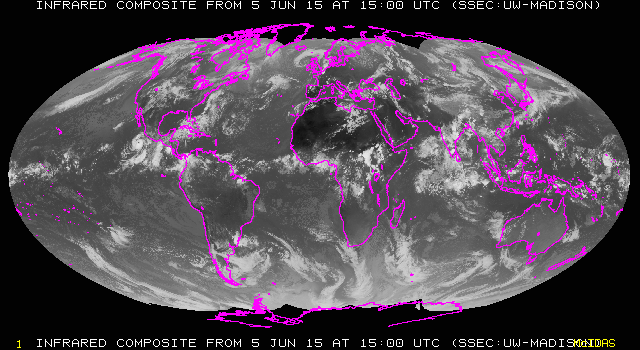 INFRARED COMPOSITE FROM 5 JUN 15 AT 15:00 UTC (SSEC:UW-MADISON)
1 INFRARED COMPOSITE FROM 5 JUN 15 AT 15:00 UTC (SSEC:UW-MADISON)